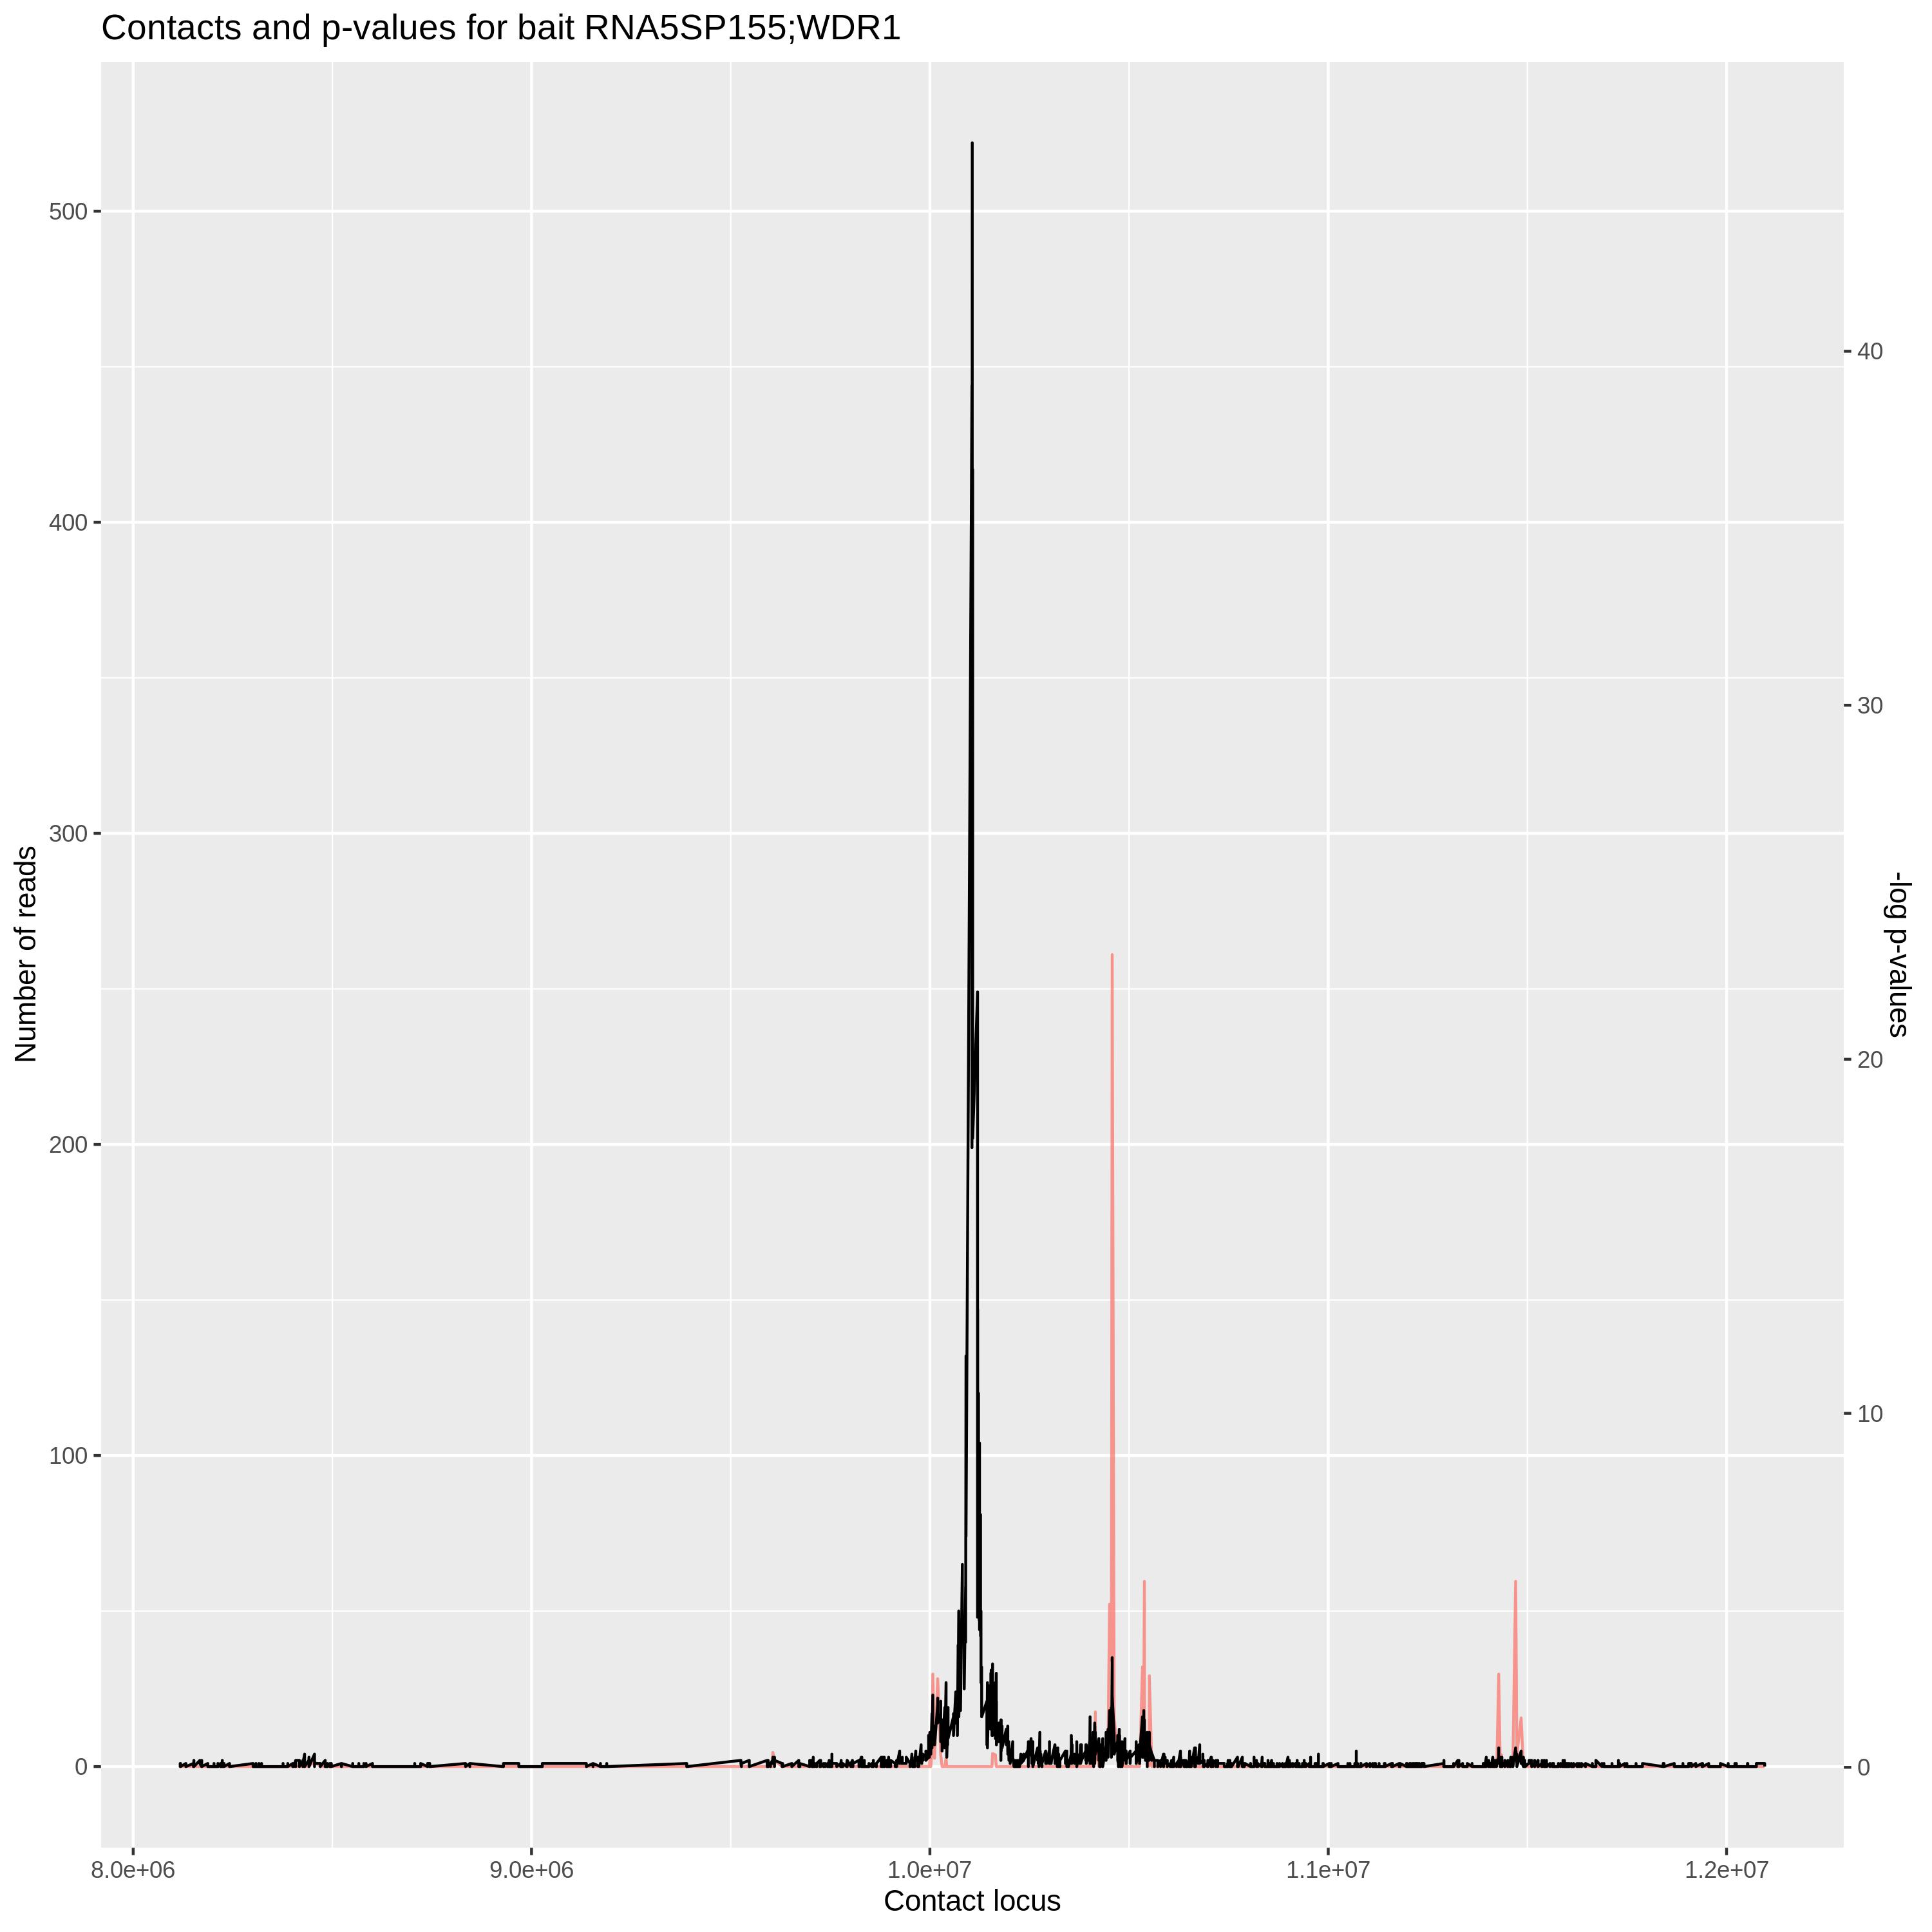 Contacts and p-values for bait RNA5SP155;WDR1
Number of reads
500
400
300
200
100
0
40
30
20
10
0
-log p-values
8.0e+06
9.0e+06
1.0e+07
1.1e+07
1.2e+07
Contact locus